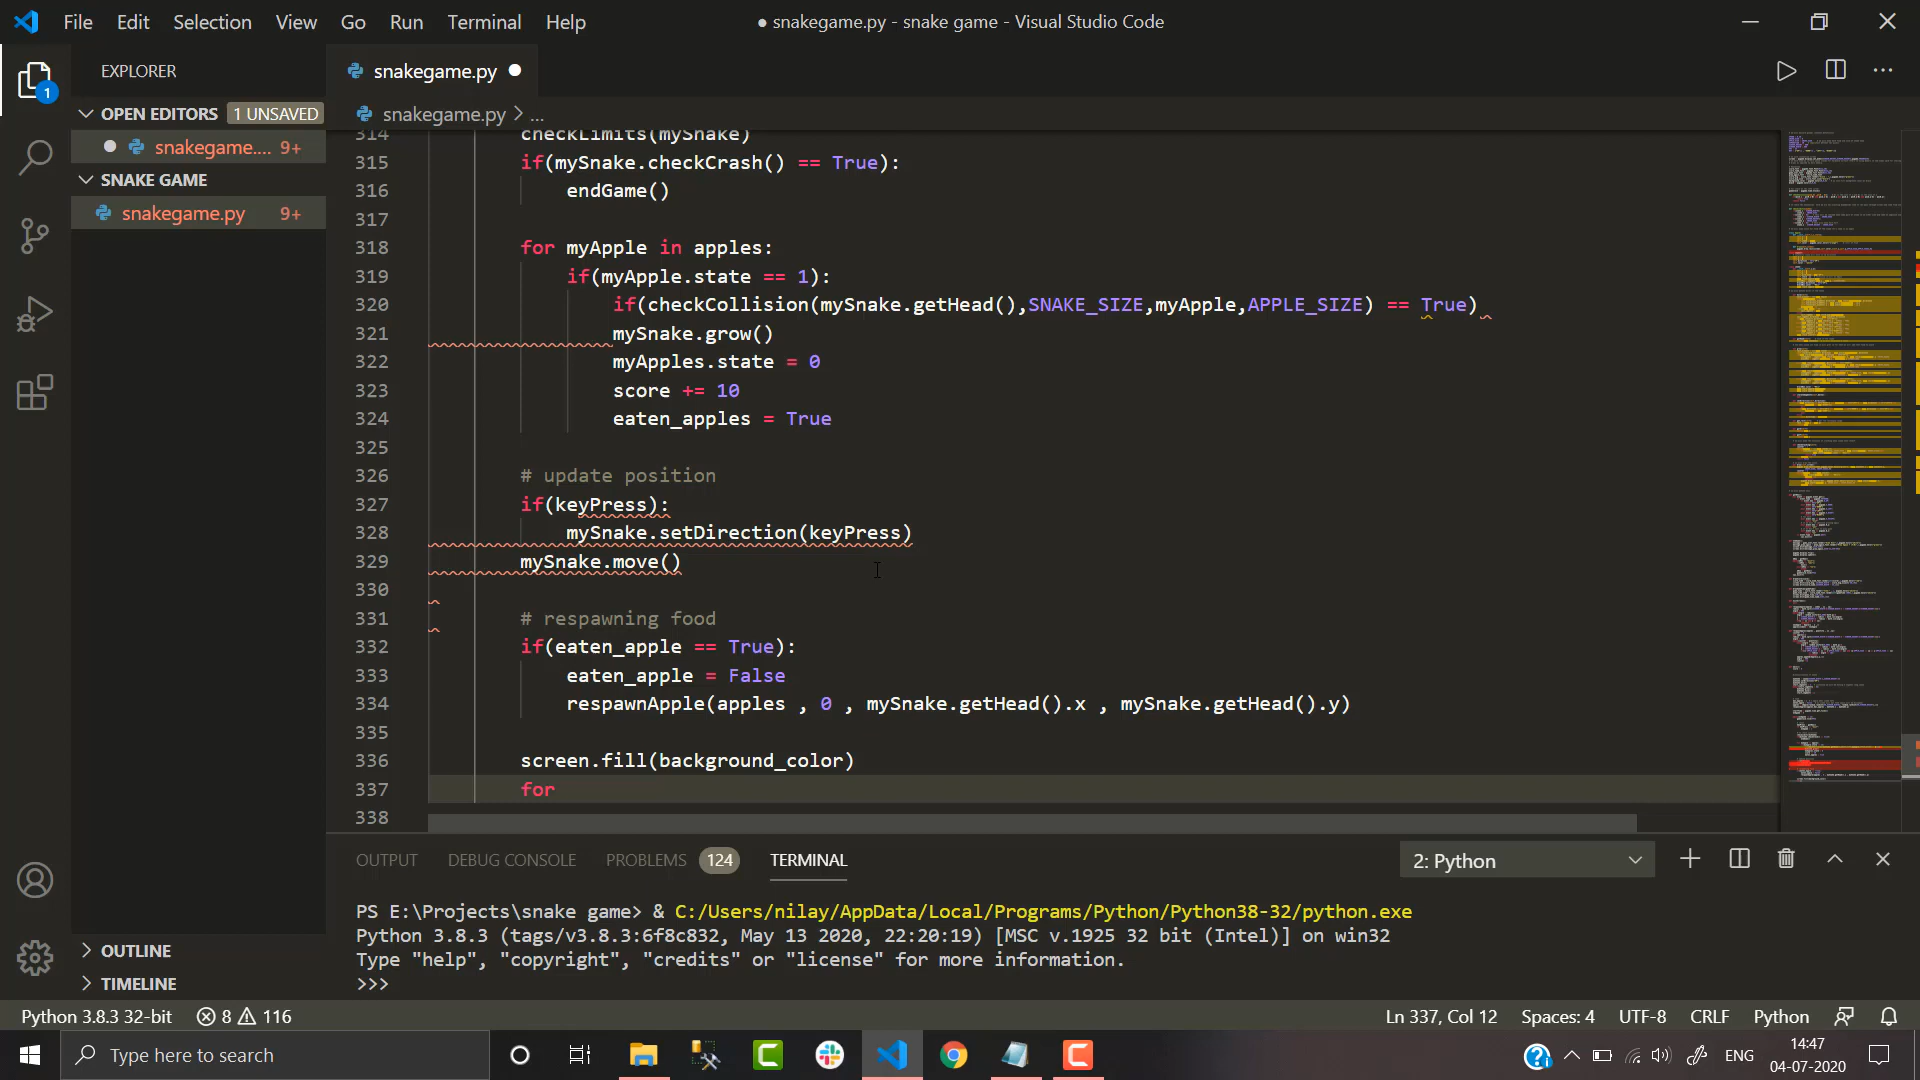 File Edit Selection View Go Run Terminal Help
● snakegame.py - snake game - Visual Studio Code
EXPLORER
snakegame.py
OPEN EDITORS 1 UNSAVED
snakegame.py > ...
snakegame.... 9+
SNAKE GAME
snakegame.py 9+
1
314 checkLimits(mySnake)
315 if(mySnake.checkCrash() == True):
316 endGame()
317
318 for myApple in apples:
319 if(myApple.state == 1):
320 if(checkCollision(mySnake.getHead(),SNAKE_SIZE,myApple,APPLE_SIZE) == True)
321 mySnake.grow()
322 myApples.state = 0
323 score += 10
324 eaten_apples = True
325
326 # update position
327 if(keyPress):
328 mySnake.setDirection(keyPress)
329 mySnake.move()
330
331 # respawning food
332 if(eaten_apple == True):
333 eaten_apple = False
334 respawnApple(apples , 0 , mySnake.getHead().x , mySnake.getHead().y)
335
336 screen.fill(background_color)
337 for
338
OUTPUT DEBUG CONSOLE PROBLEMS 124 TERMINAL
2: Python
PS E:\Projects\snake game> & C:/Users/nilay/AppData/Local/Programs/Python/Python38-32/python.exe
Python 3.8.3 (tags/v3.8.3:6f8c832, May 13 2020, 22:20:19) [MSC v.1925 32 bit (Intel)] on win32
Type "help", "copyright", "credits" or "license" for more information.
>>>
OUTLINE
TIMELINE
Python 3.8.3 32-bit 8 116
Ln 337, Col 12 Spaces: 4 UTF-8 CRLF Python
Type here to search
ENG
14:47
04-07-2020